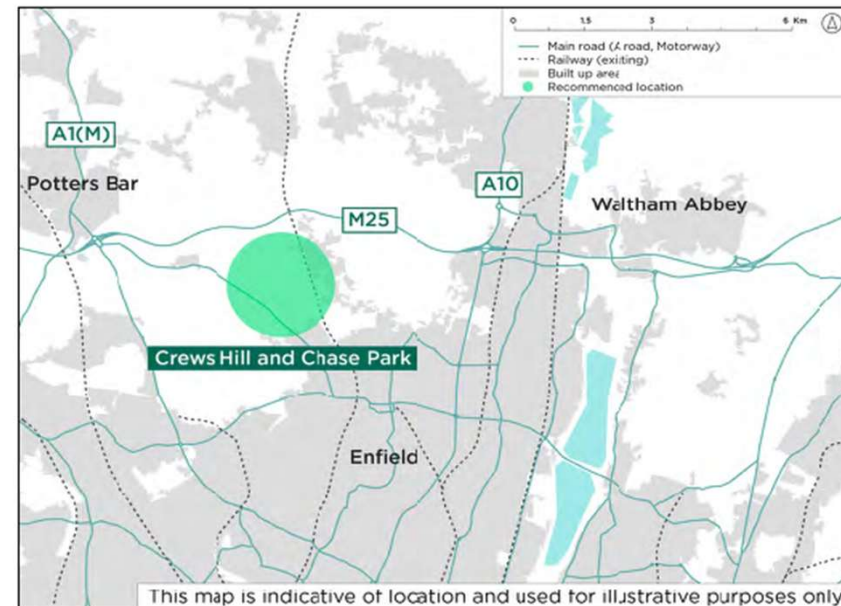 0 1.5 3 6 Km
Main road (A road, Motorway)
Railway (existing)
Built up area
Recommenced location
A1(M)
Potters Bar
A10
Waltham Abbey
M25
Crews Hill and Chase Park
Enfield
This map is indicative of location and used for illustrative purposes only